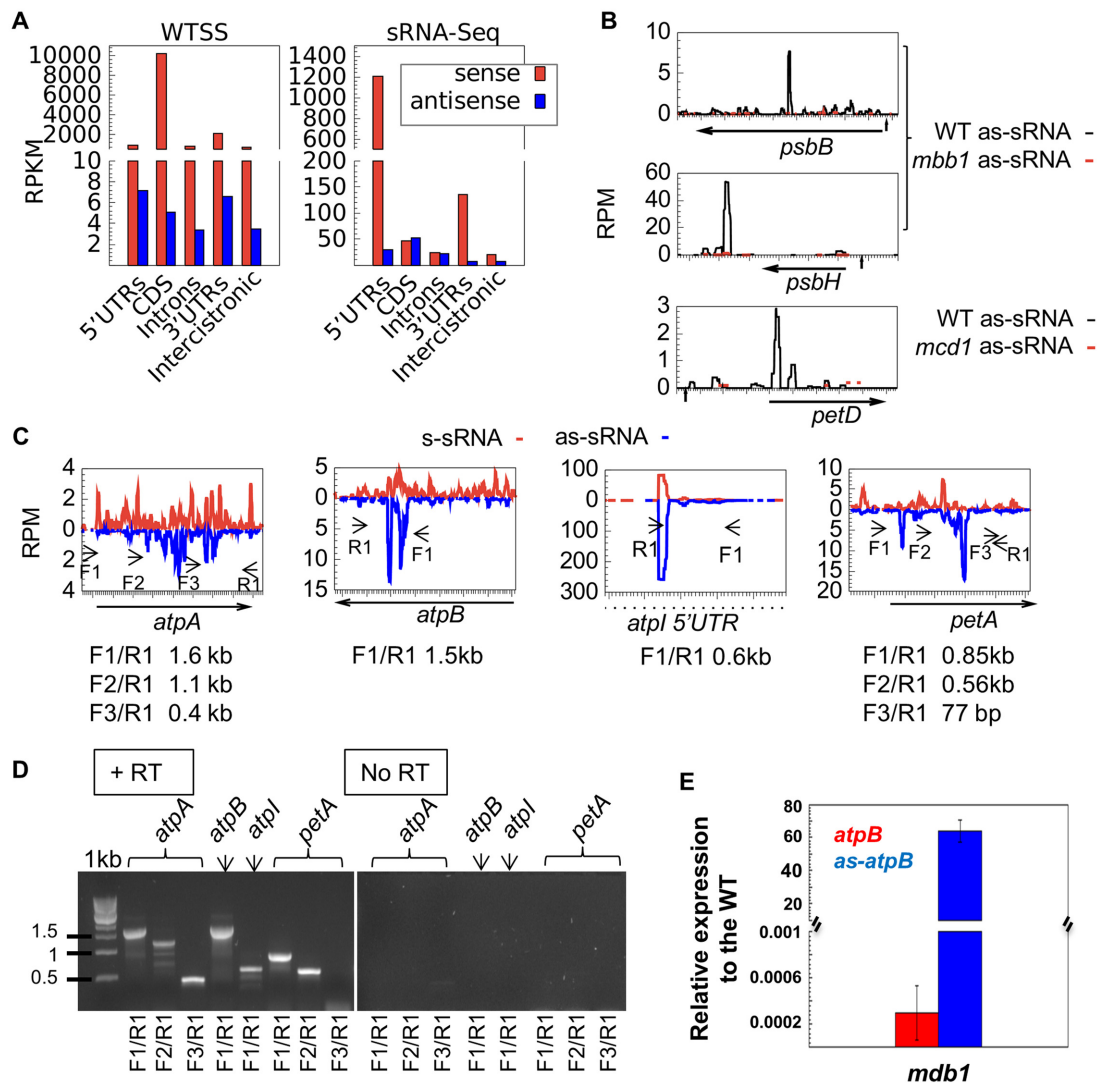 A
WTSS
sRNA-Seq
RPKM
10000
8000
6000
4000
2000
10
8
6
4
2
1400
1200
1000
800
600
400
200
150
100
50
sense
antisense
5'UTRs
CDS
Introns
3'UTRs
Intercistronic
5'UTRs
CDS
Introns
3'UTRs
Intercistronic
B
RPM
10
5
0
psbB
60
40
20
0
psbH
WT as-sRNA
mbb1 as-sRNA
3
2
1
0
petD
WT as-sRNA
mcd1 as-sRNA
C
s-sRNA
as-sRNA
RPM
4
2
0
2
4
F1
F2
F3
R1
atpA
F1/R1 1.6 kb
F2/R1 1.1 kb
F3/R1 0.4 kb
5
0
5
10
15
R1
F1
atpB
F1/R1 1.5kb
100
0
100
200
300
R1
F1
atpI 5'UTR
F1/R1 0.6kb
10
5
0
5
10
15
20
F1
F2
F3
R1
petA
F1/R1 0.85kb
F2/R1 0.56kb
F3/R1 77 bp
D
+ RT
No RT
1kb
atpA
atpB
atpI
petA
atpA
atpB
atpI
petA
1.5
1
0.5
F1/R1
F2/R1
F3/R1
F1/R1
F1/R1
F1/R1
F2/R1
F3/R1
F1/R1
F2/R1
F3/R1
F1/R1
F1/R1
F1/R1
F2/R1
F3/R1
E
Relative expression
to the WT
80
60
40
20
0.001
0.0006
0.0002
atpB
as-atpB
mdb1